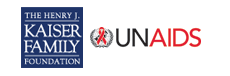 THE HENRY J.
KAISER
FAMILY
FOUNDATION
UNAIDS